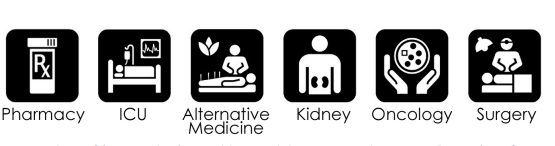 Rx
Pharmacy
ICU
Alternative
Medicine
Kidney
Oncology
Surgery